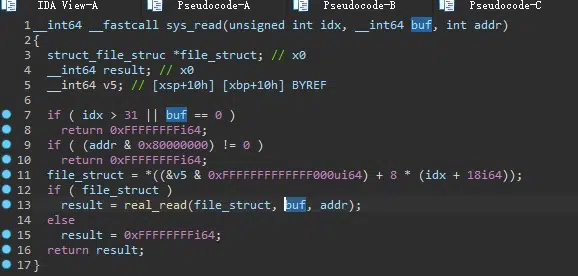 IDA View-A Pseudocode-A Pseudocode-B Pseudocode-C
1 __int64 __fastcall sys_read(unsigned int idx, __int64 buf, int addr)
2 {
3 struct_file_struc *file_struct; // x0
4 __int64 result; // x0
5 __int64 v5; // [xsp+10h] [xbp+10h] BYREF
6
7 if ( idx > 31 || buf == 0 )
8 return 0xFFFFFFFFi64;
9 if ( (addr & 0x80000000) != 0 )
10 return 0xFFFFFFFFi64;
11 file_struct = *((&v5 & 0xFFFFFFFFFFFFF000ui64) + 8 * (idx + 18i64));
12 if ( file_struct )
13 result = real_read(file_struct, buf, addr);
14 else
15 result = 0xFFFFFFFFi64;
16 return result;
17 }